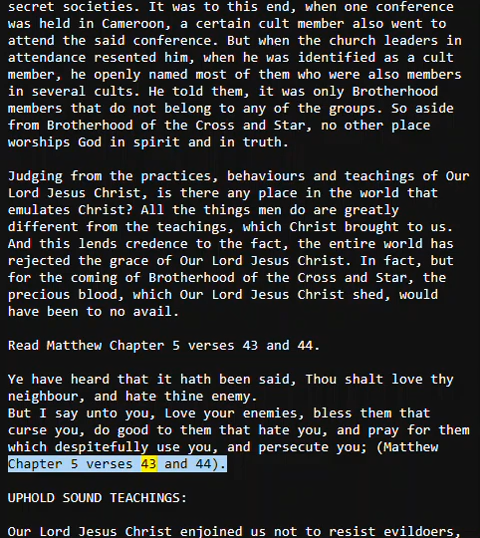 secret societies. It was to this end, when one conference
was held in Cameroon, a certain cult member also went to
attend the said conference. But when the church leaders in
attendance resented him, when he was identified as a cult
member, he openly named most of them who were also members
in several cults. He told them, it was only Brotherhood
members that do not belong to any of the groups. So aside
from Brotherhood of the Cross and Star, no other place
worships God in spirit and in truth.
Judging from the practices, behaviours and teachings of Our
Lord Jesus Christ, is there any place in the world that
emulates Christ? All the things men do are greatly
different from the teachings, which Christ brought to us.
And this lends credence to the fact, the entire world has
rejected the grace of Our Lord Jesus Christ. In fact, but
for the coming of Brotherhood of the Cross and Star, the
precious blood, which Our Lord Jesus Christ shed, would
have been to no avail.
Read Matthew Chapter 5 verses 43 and 44.
Ye have heard that it hath been said, Thou shalt love thy
neighbour, and hate thine enemy.
But I say unto you, Love your enemies, bless them that
curse you, do good to them that hate you, and pray for them
which despitefully use you, and persecute you; (Matthew
Chapter 5 verses 43 and 44).
UPHOLD SOUND TEACHINGS:
Our Lord Jesus Christ enjoined us not to resist evildoers,